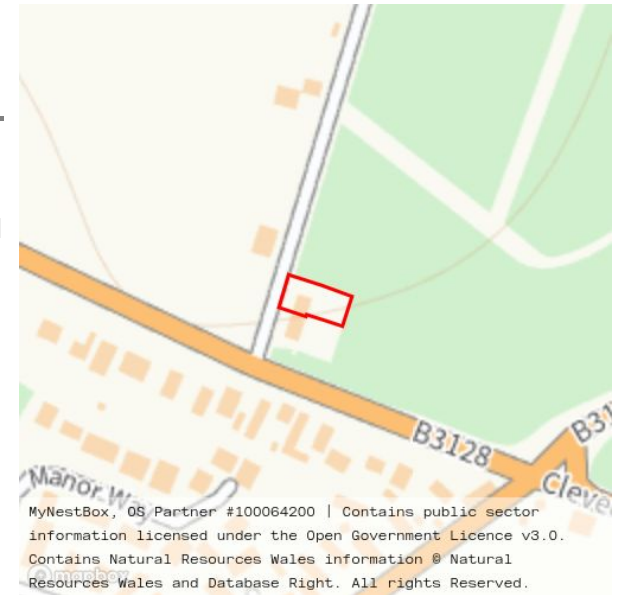 B3128
B31
Cleve
Manor Way
MyNestBox, OS Partner #100064200 | Contains public sector
information licensed under the Open Government Licence v3.0.
Contains Natural Resources Wales information © Natural
Resources Wales and Database Right. All rights Reserved.
mapbox